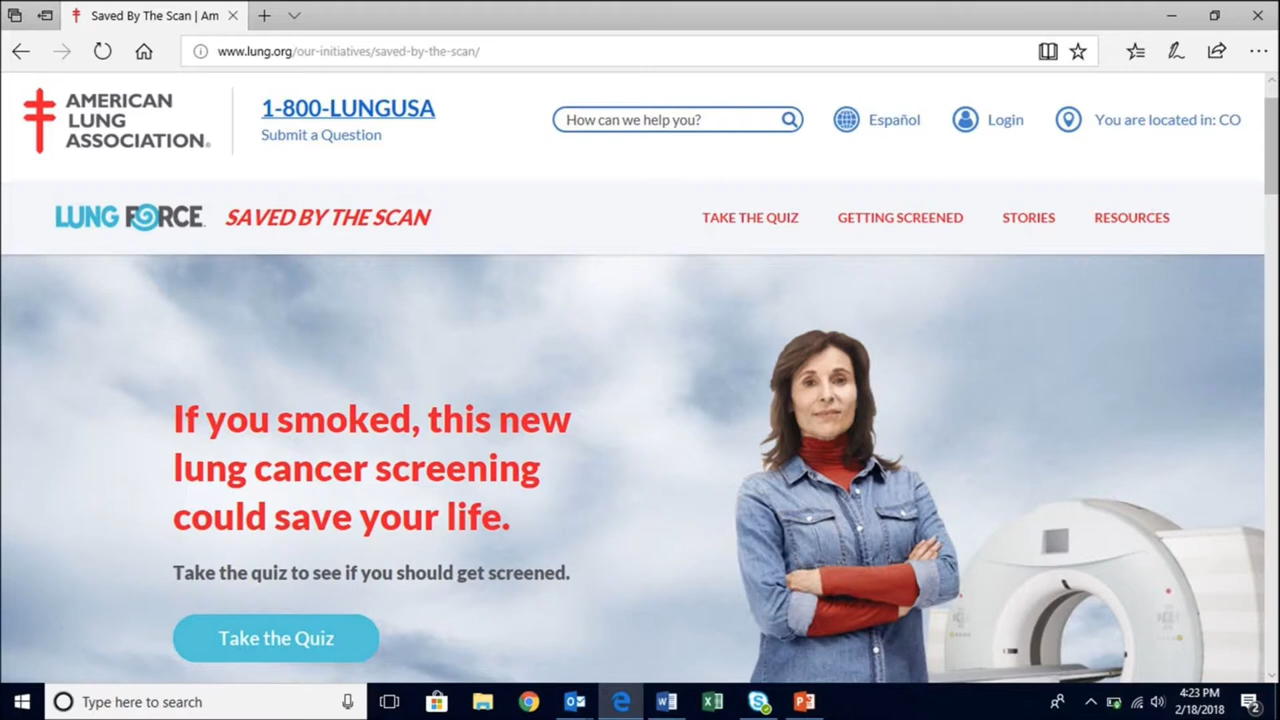 Saved By The Scan | Am
www.lung.org/our-initiatives/saved-by-the-scan/
AMERICAN
LUNG
ASSOCIATION®
1-800-LUNGUSA
Submit a Question
How can we help you?
Español
Login
You are located in: CO
LUNG FORCE
SAVED BY THE SCAN
TAKE THE QUIZ
GETTING SCREENED
STORIES
RESOURCES
If you smoked, this new
lung cancer screening
could save your life.
Take the quiz to see if you should get screened.
Take the Quiz
Type here to search
4:23 PM
2/18/2018
2